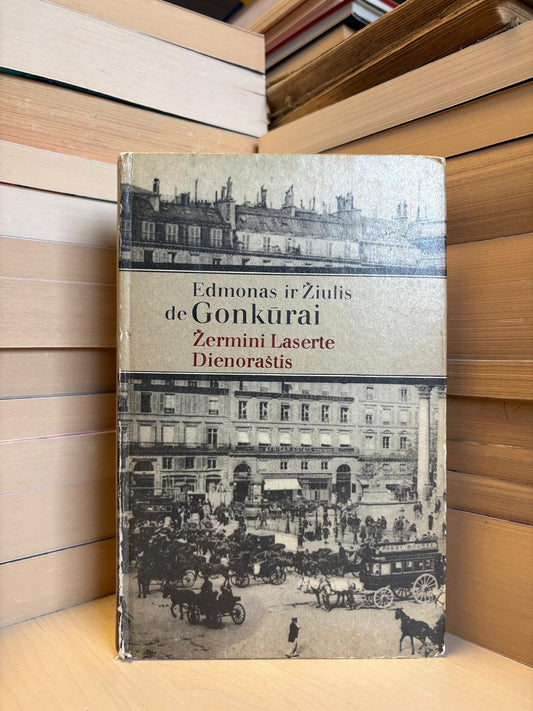 Edmonas ir Žiulis
de Gonkūrai
Žermini Laserte
Dienoraštis